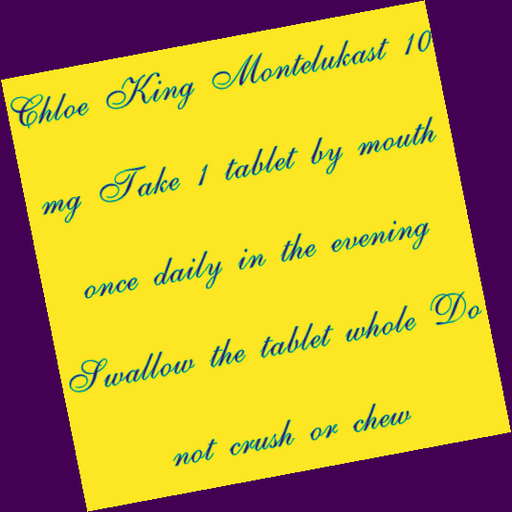 Chloe King Montelukast 10
mg Take 1 tablet by mouth
once daily in the evening
Swallow the tablet whole Do
not crush or chew